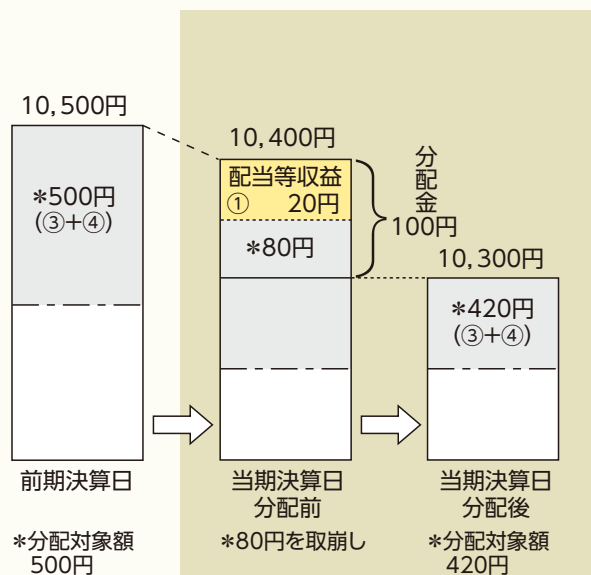 10,500円
*500円
(③+④)
前期決算日
*分配対象額
500円
10,400円
配当等収益
① 20円
*80円
分配金
100円
当期決算日
分配前
*80円を取崩し
10,300円
*420円
(③+④)
当期決算日
分配後
*分配対象額
420円